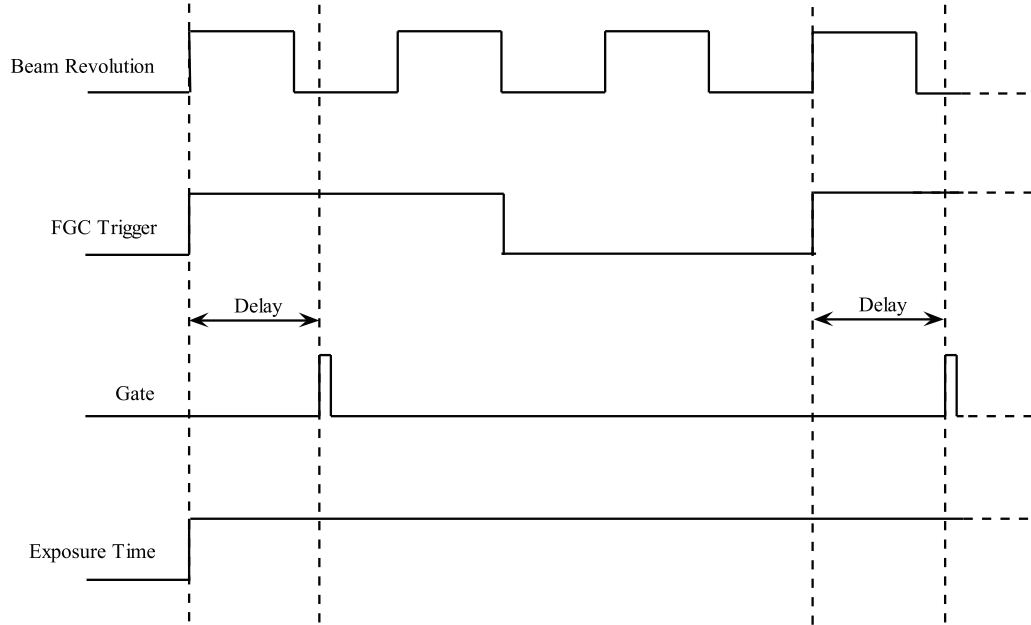 Beam Revolution
FGC Trigger
Delay
Delay
Gate
Exposure Time